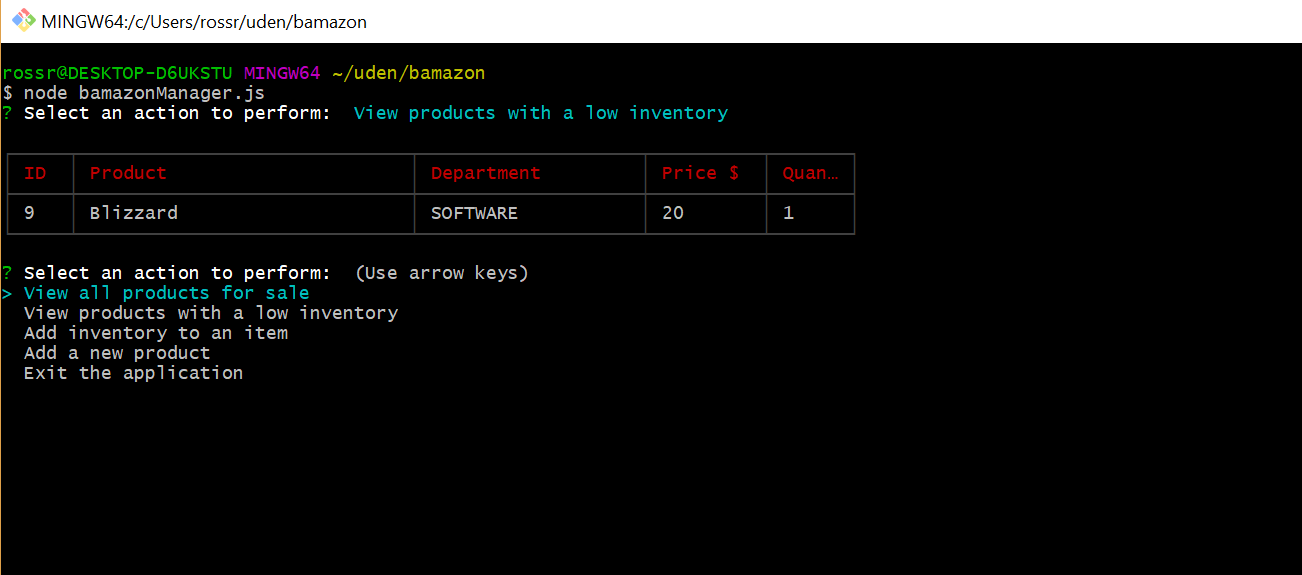 MINGW64:/c/Users/rossr/uden/bamazon
rossr@DESKTOP-D6UKSTU MINGW64 ~/uden/bamazon
$ node bamazonManager.js
? Select an action to perform:  View products with a low inventory
ID Product Department Price $ Quan…
9 Blizzard SOFTWARE 20 1
? Select an action to perform:  (Use arrow keys)
> View all products for sale
View products with a low inventory
Add inventory to an item
Add a new product
Exit the application